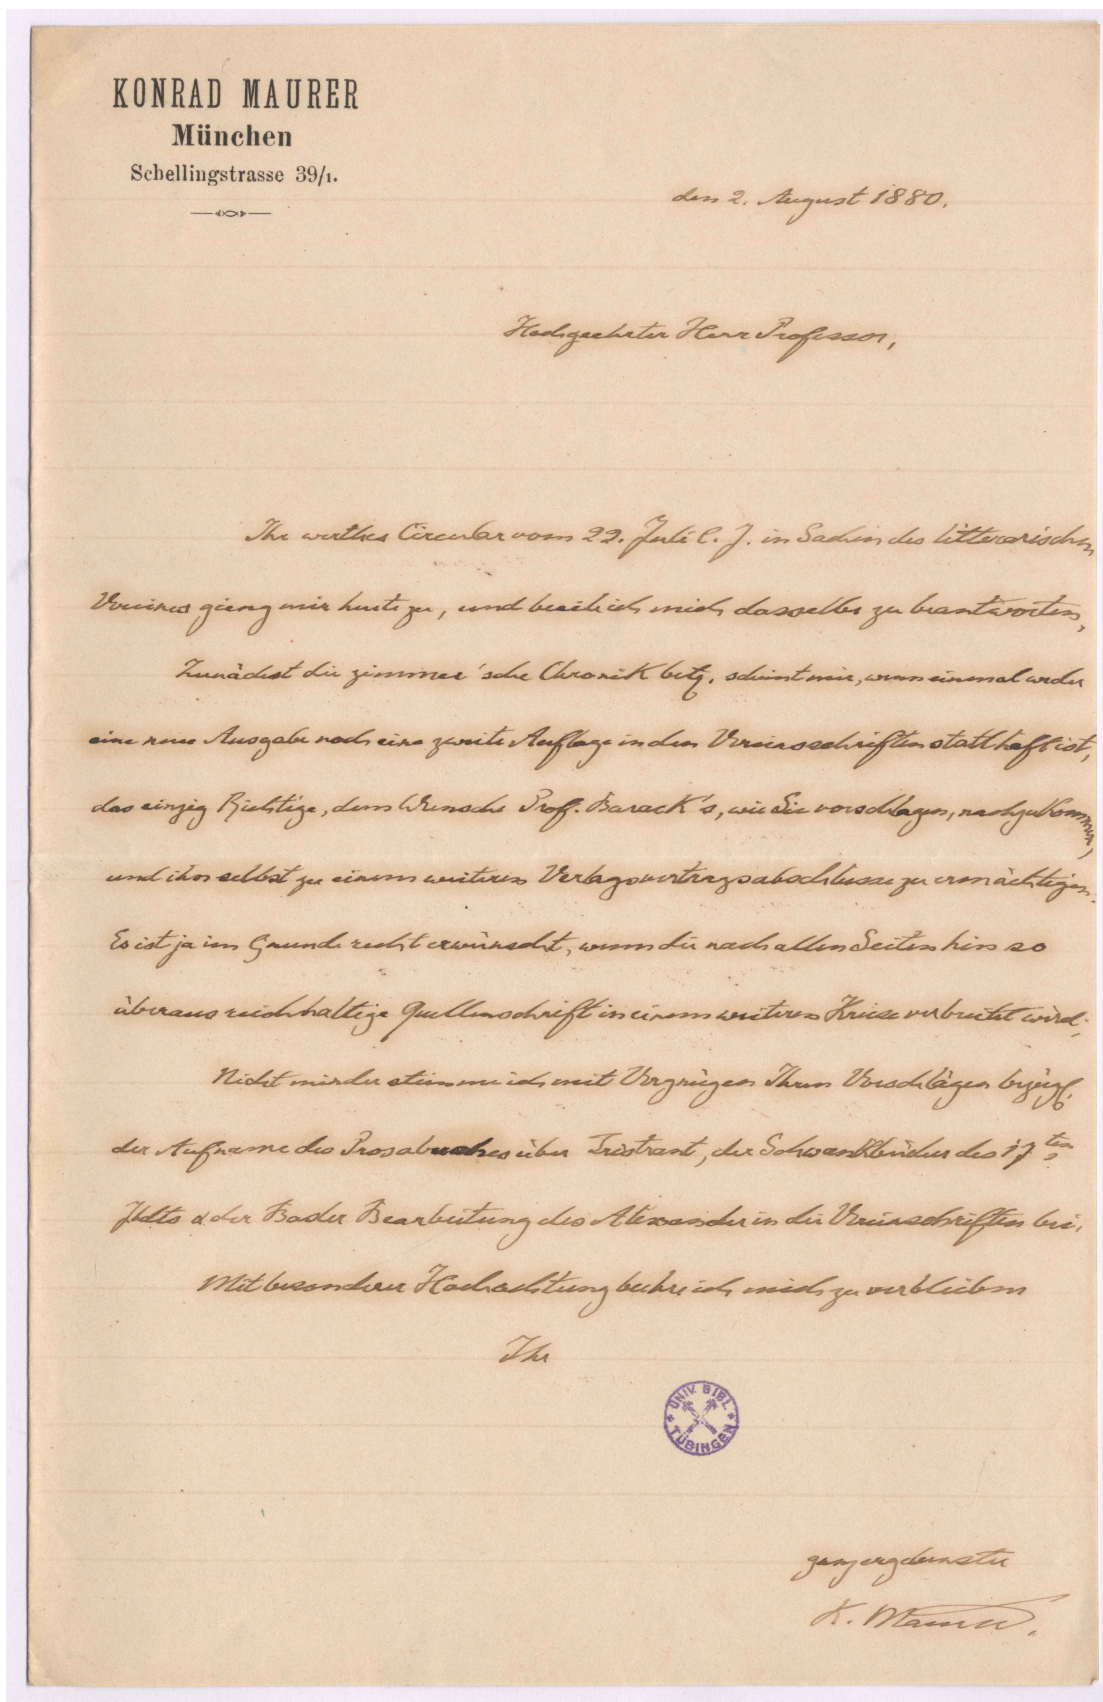 KONRAD MAURER
München
Schellingstrasse 39/1.
den 2. August 1880.
Hochgeehrter Herr Professor,
Ihr werthes Circular vom 22. Juli l. J. in Sachen des litterarischen
Vereines gieng mir heute zu, und beeile ich mich dasselbe zu beantworten,
Zunächst die zimmer'sche Chronik betr. scheint mir, wenn einmal weder
eine neue Ausgabe noch eine zweite Auflage in den Vereinsschriften statthaft ist,
das einzig Richtige, dem Wunsche Prof. Barack's, wie Sie vorschlagen, nachzukommen,
und ihn selbst zu einem weiteren Verlagsvertragsabschlusse zu ermächtigen.
Es ist ja im Grunde recht erwünscht, wenn die nach allen Seiten hin so
überaus reichhaltige Quellenschrift in einem weiteren Kreise verbreitet wird.
Nicht minder stimme ich mit Vergnügen Ihren Vorschlägen bezügl.
der Aufname des Prosabuches über Tristrant, der Schwankbücher des 17ten
Jhdts & der Basler Bearbeitung des Alexander in die Vereinsschriften bei.
Mit besonderer Hochachtung beehre ich mich zu verbleiben
Ihr
UNIV. BIBL.
TÜBINGEN
ganz ergebenster
K. Maurer.